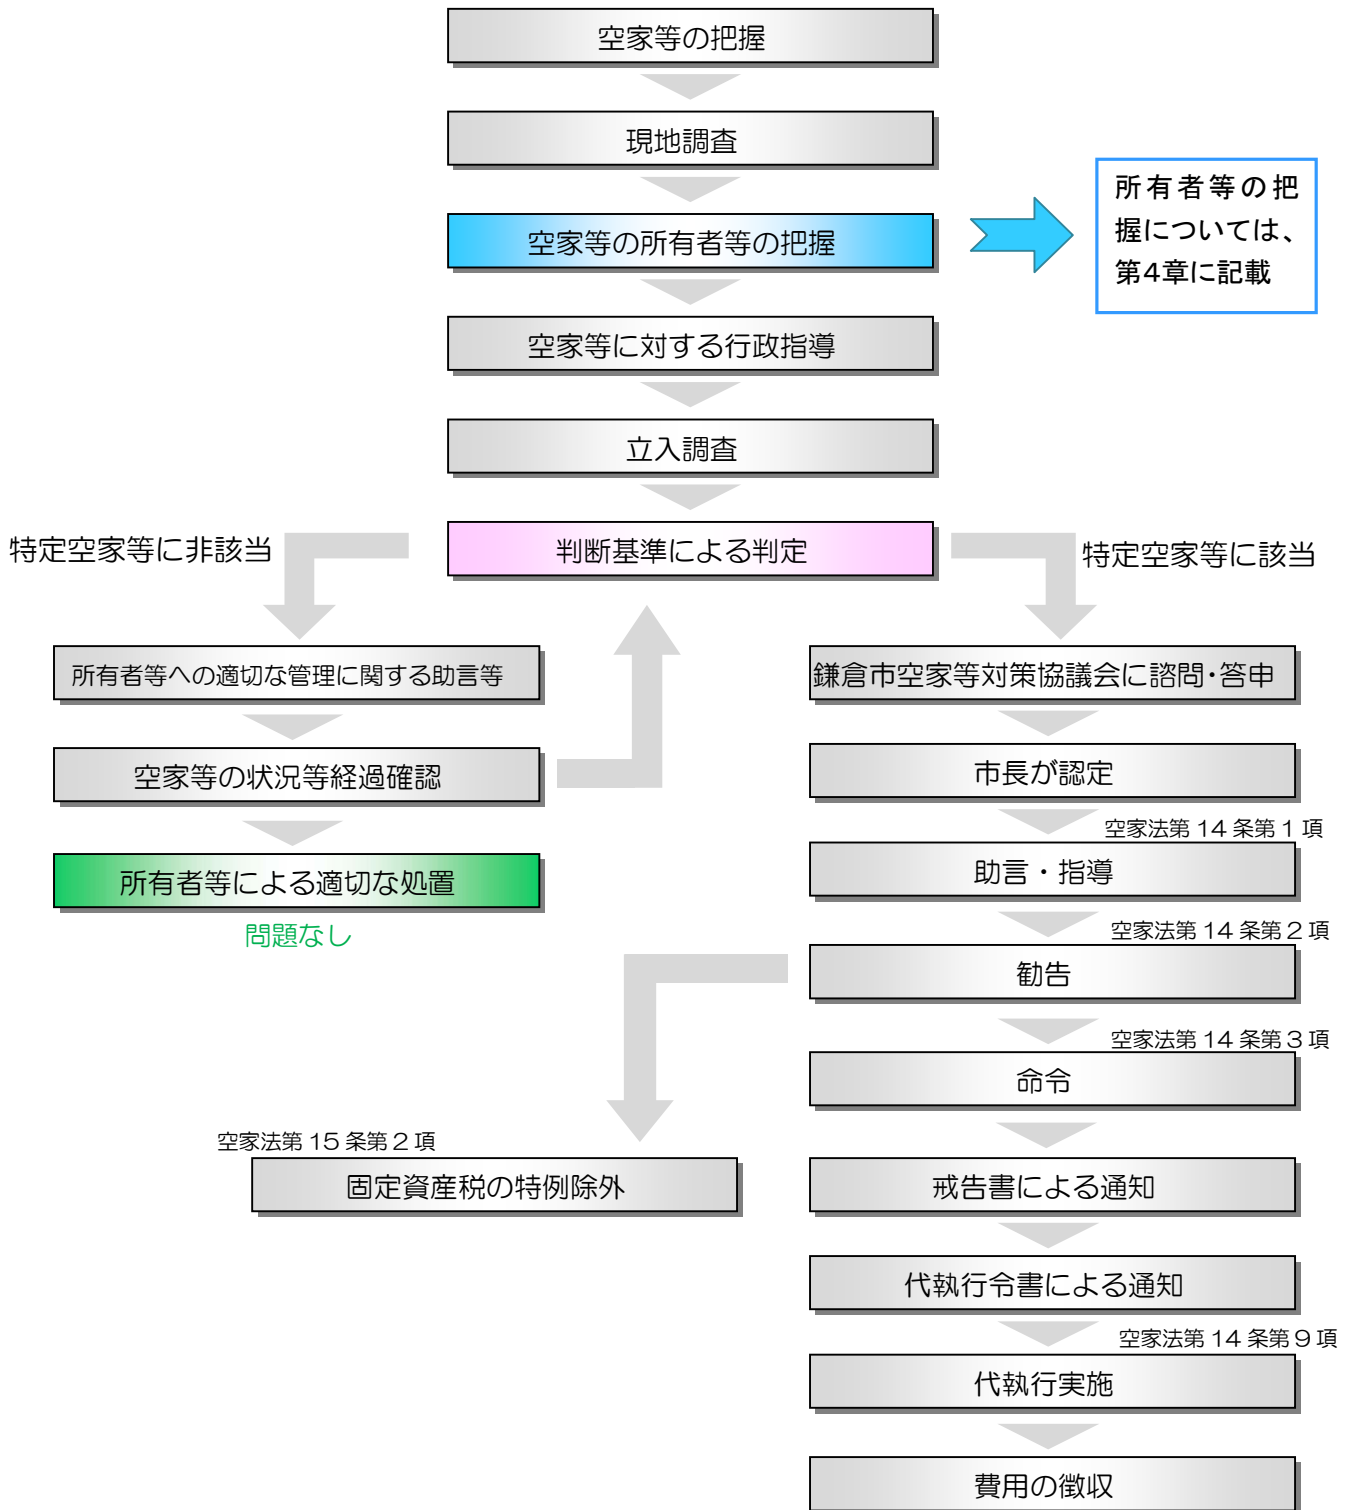 空家等の把握
現地調査
空家等の所有者等の把握
所有者等の把
握については、
第4章に記載
空家等に対する行政指導
立入調査
判断基準による判定
特定空家等に非該当
特定空家等に該当
所有者等への適切な管理に関する助言等
空家等の状況等経過確認
所有者等による適切な処置
問題なし
鎌倉市空家等対策協議会に諮問・答申
市長が認定
空家法第14条第1項
助言・指導
空家法第14条第2項
勧告
空家法第14条第3項
命令
空家法第15条第2項
固定資産税の特例除外
戒告書による通知
代執行令書による通知
空家法第14条第9項
代執行実施
費用の徴収